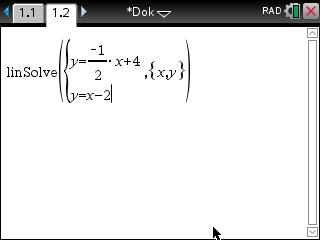 1.1 1.2 *Dok RAD
linSolve({y=-1/2·x+4
y=x-2,{x,y})